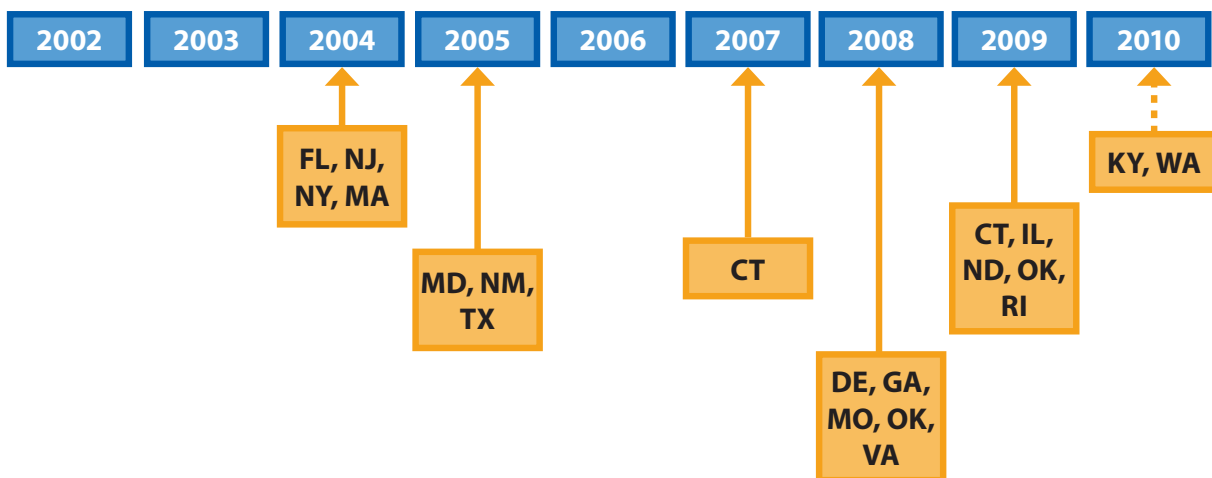 2002 2003 2004 2005 2006 2007 2008 2009 2010
FL, NJ,
NY, MA
MD, NM,
TX
CT
DE, GA,
MO, OK,
VA
CT, IL,
ND, OK,
RI
KY, WA